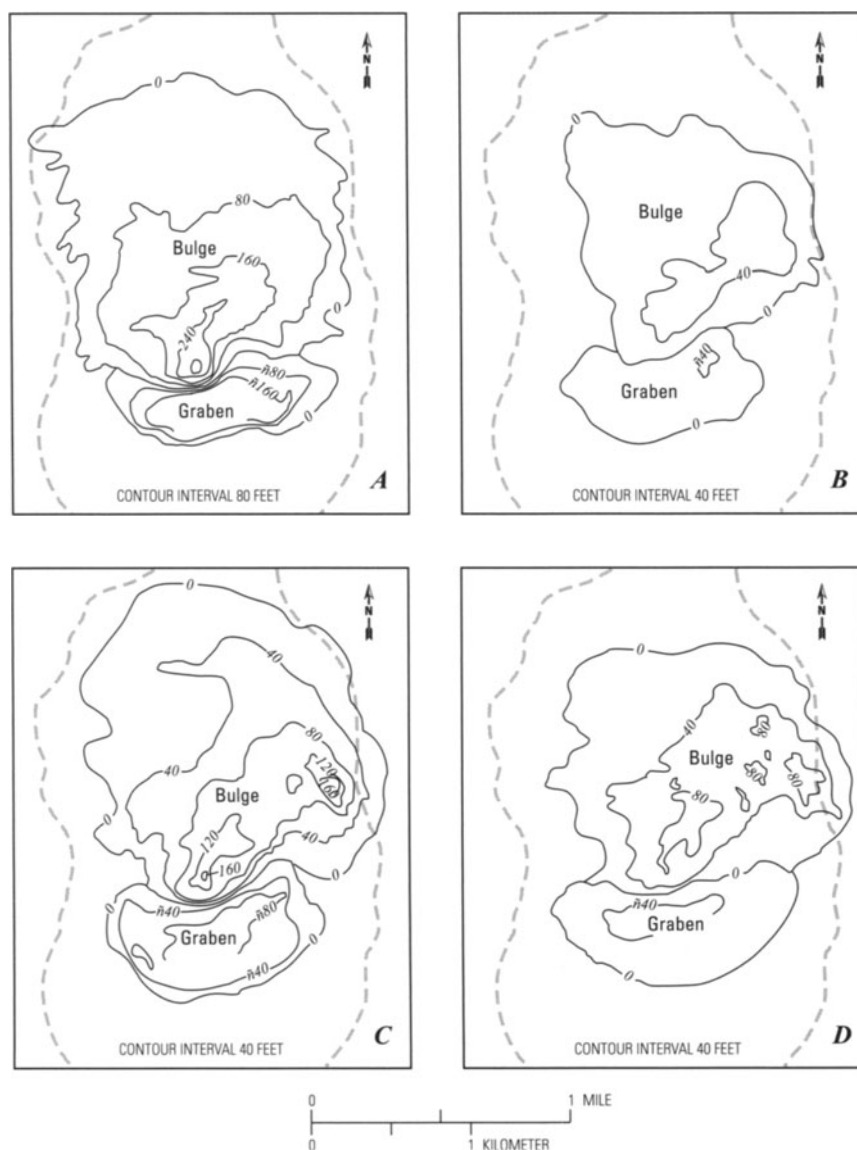 N
0
80
Bulge
160
240
0
ñ80
ñ160
Graben
0
A
CONTOUR INTERVAL 80 FEET
N
0
Bulge
40
0
ñ40
Graben
0
B
CONTOUR INTERVAL 40 FEET
N
0
40
80
120
160
40
Bulge
40
120
160
0
0
ñ40
ñ80
Graben
0
ñ40
C
CONTOUR INTERVAL 40 FEET
N
0
40
80
Bulge
80
80
80
0
ñ40
Graben
0
D
CONTOUR INTERVAL 40 FEET
0 1 MILE
0 1 KILOMETER